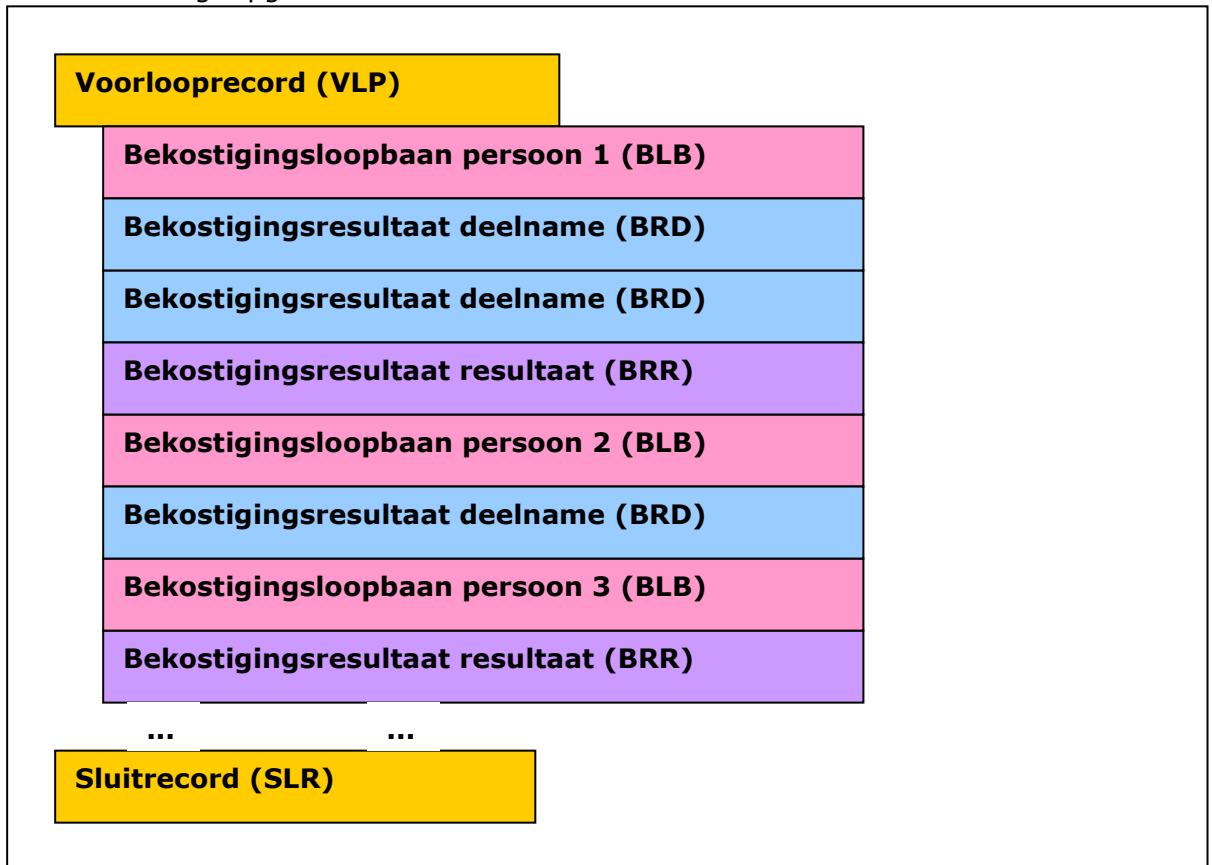 Voorlooprecord (VLP)
Bekostigingsloopbaan persoon 1 (BLB)
Bekostigingsresultaat deelname (BRD)
Bekostigingsresultaat deelname (BRD)
Bekostigingsresultaat resultaat (BRR)
Bekostigingsloopbaan persoon 2 (BLB)
Bekostigingsresultaat deelname (BRD)
Bekostigingsloopbaan persoon 3 (BLB)
Bekostigingsresultaat resultaat (BRR)
... ...
Sluitrecord (SLR)